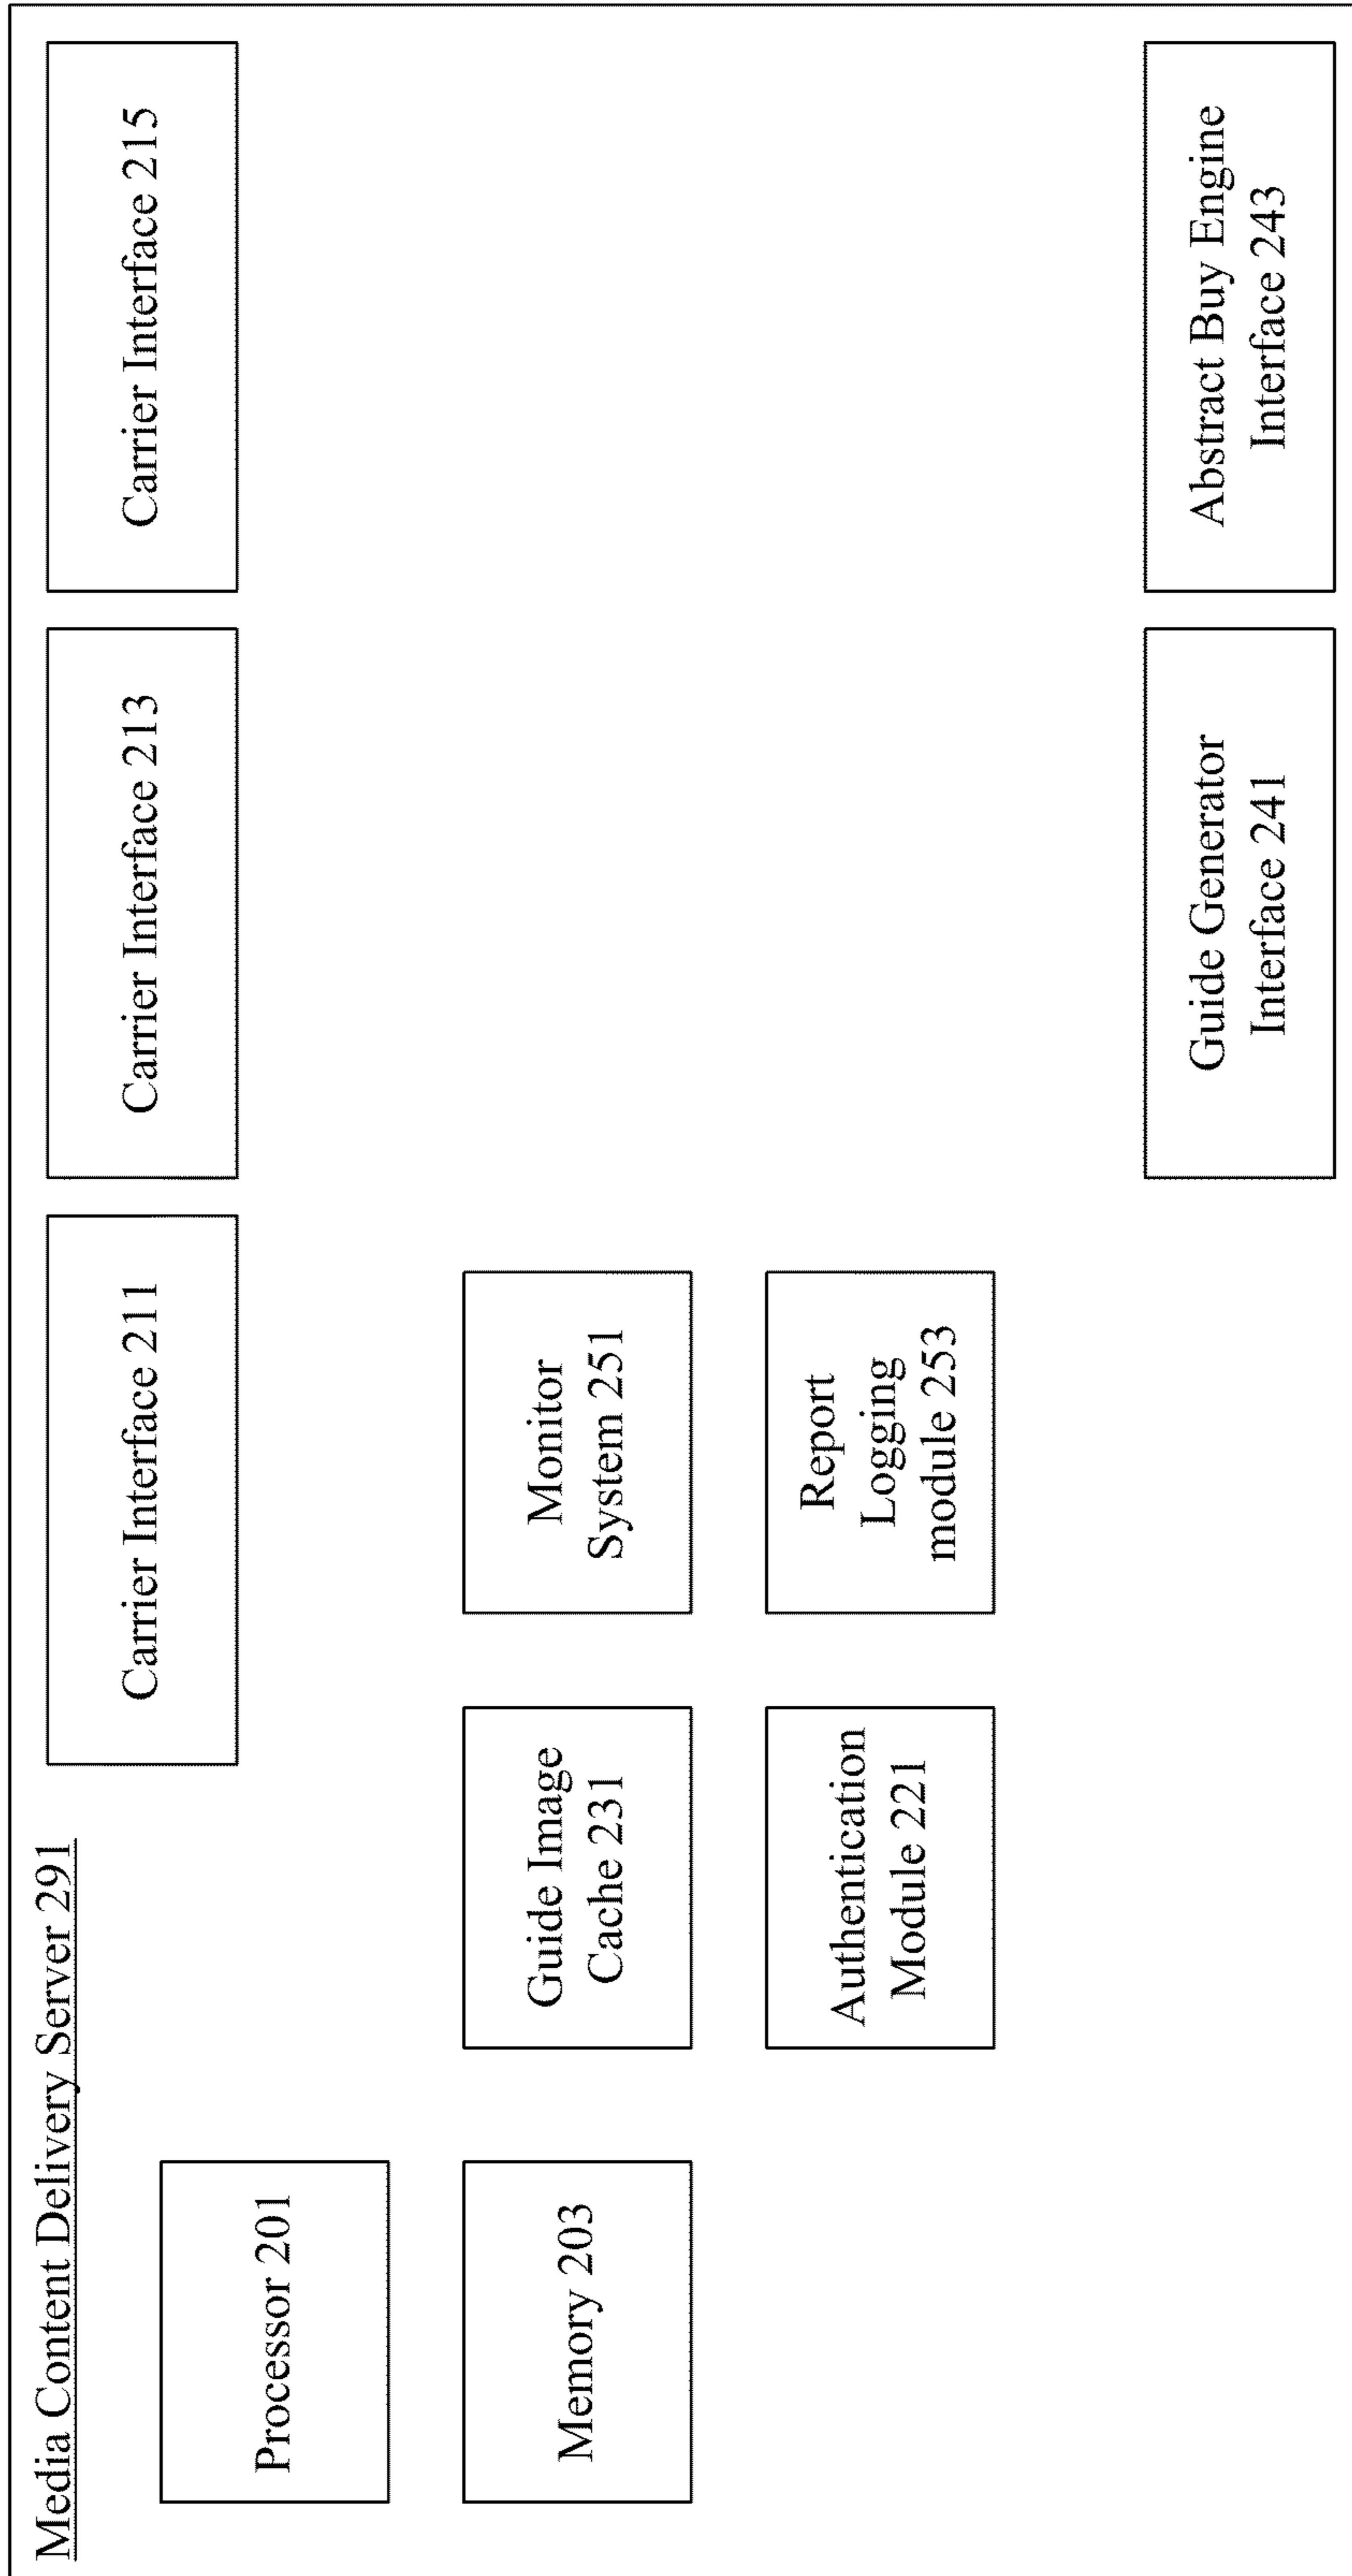 Media Content Delivery Server 291
Carrier Interface 211
Carrier Interface 213
Carrier Interface 215
Processor 201
Memory 203
Guide Image
Cache 231
Monitor
System 251
Authentication
Module 221
Report
Logging
module 253
Guide Generator
Interface 241
Abstract Buy Engine
Interface 243